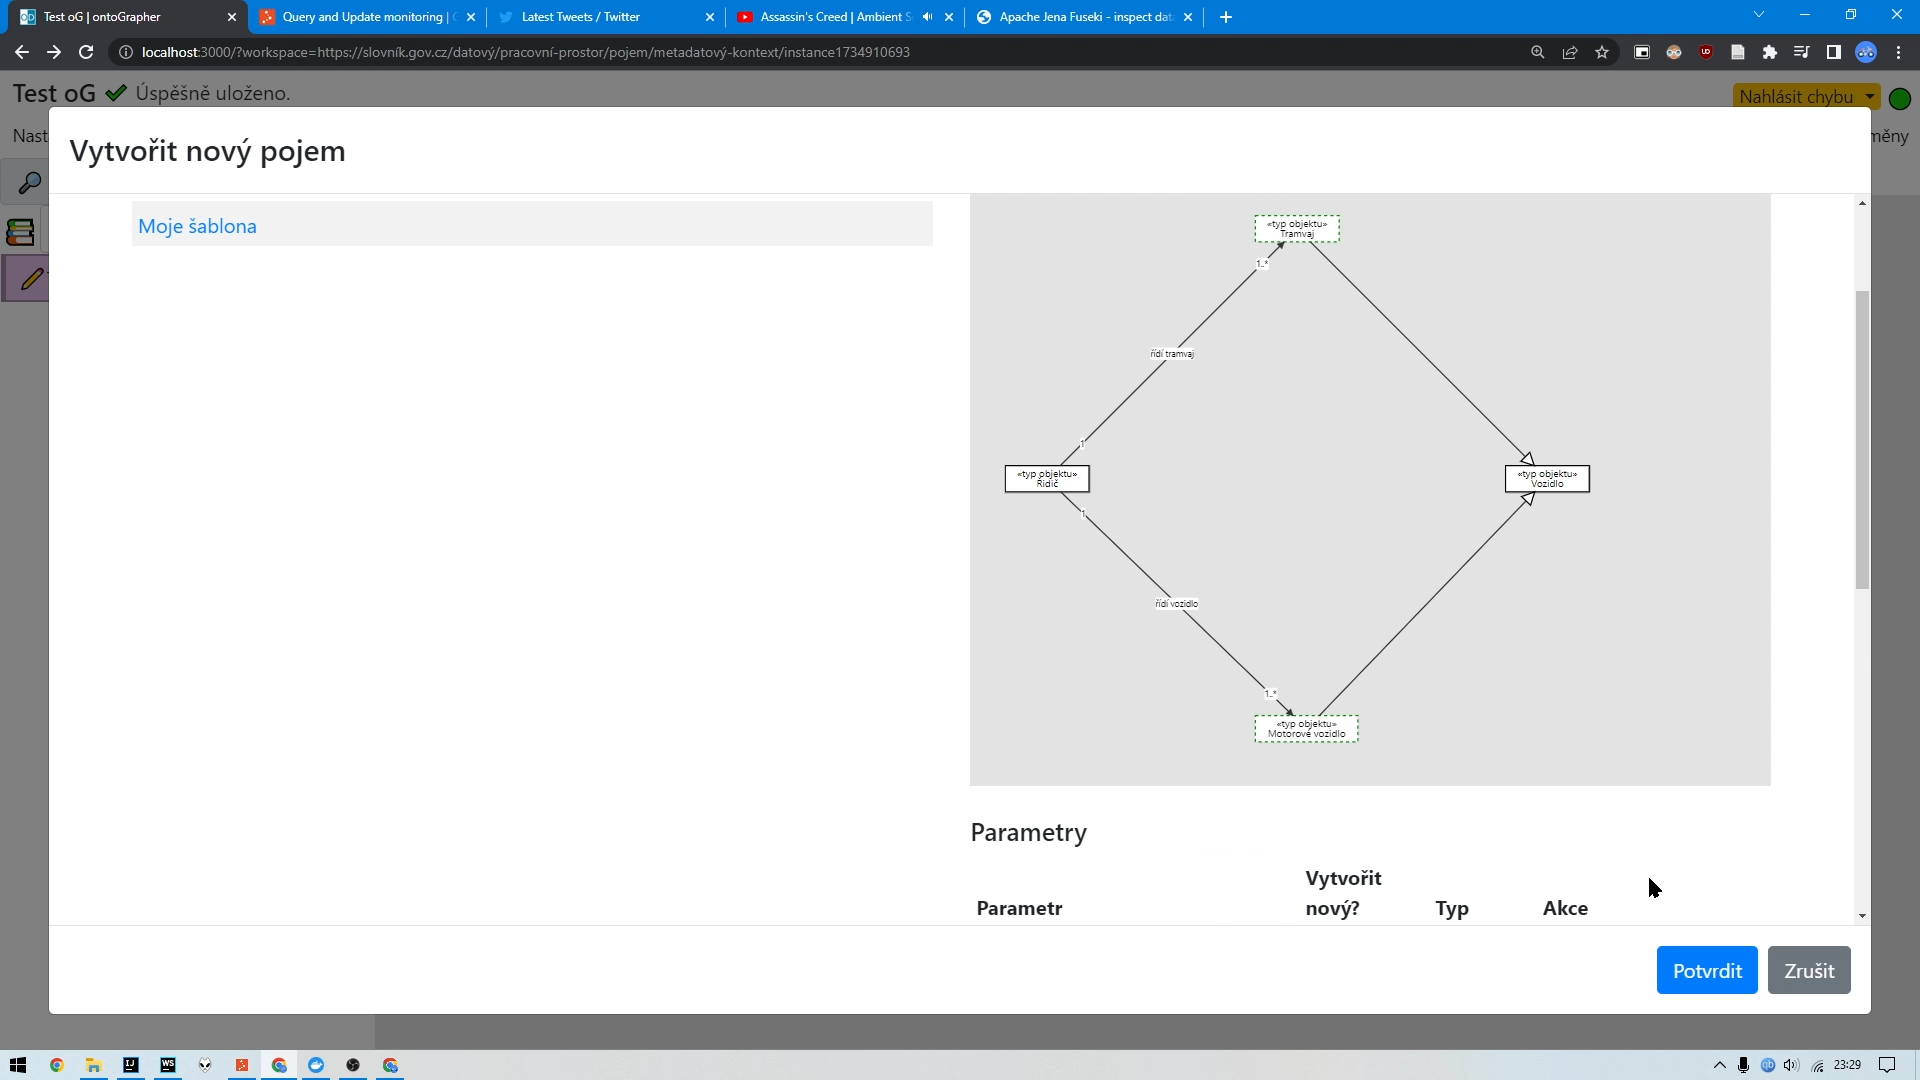 Test oG | ontoGrapher
Query and Update monitoring |
Latest Tweets / Twitter
Assassin's Creed | Ambient
Apache Jena Fuseki - inspect
localhost:3000/?workspace=https://slovník.gov.cz/datový/pracovní-prostor/pojem/metadatový-kontext/instance1734910693
Test oG Úspěšně uloženo.
Nahlásit chybu
Nast
měny
Vytvořit nový pojem
Moje šablona
«typ objektu»
Tramvaj
1..*
řídí tramvaj
1
«typ objektu»
Řidič
«typ objektu»
Vozidlo
1
řídí vozidlo
1..*
«typ objektu»
Motorové vozidlo
Parametry
Parametr
Vytvořit
nový?
Typ
Akce
Potvrdit
Zrušit
23:29